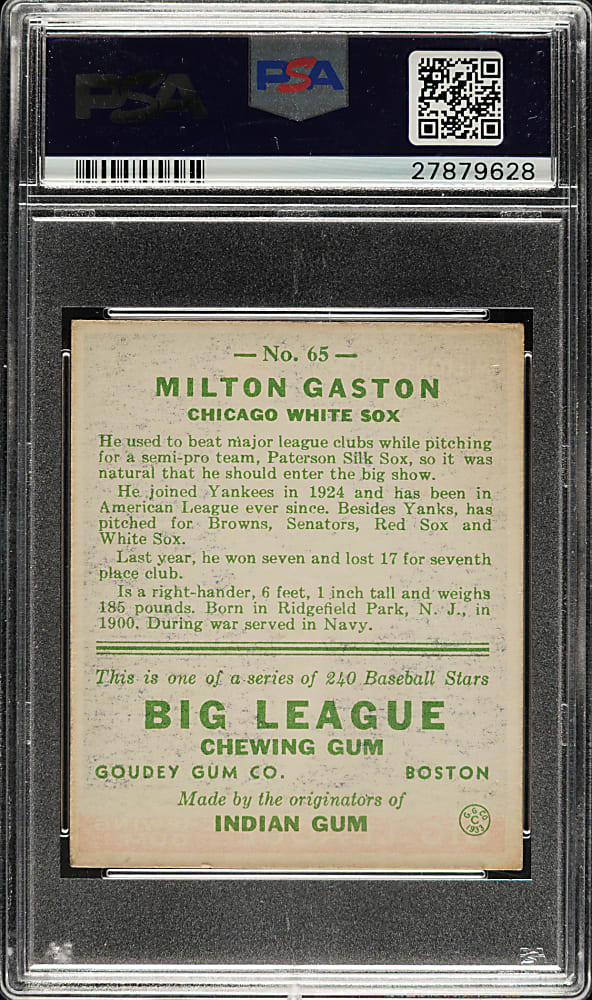 PSA
PSA
27879628
— No. 65 —
MILTON GASTON
CHICAGO WHITE SOX
He used to beat major league clubs while pitching
for a semi-pro team, Paterson Silk Sox, so it was
natural that he should enter the big show.
He joined Yankees in 1924 and has been in
American League ever since. Besides Yanks, has
pitched for Browns, Senators, Red Sox and
White Sox.
Last year, he won seven and lost 17 for seventh
place club.
Is a right-hander, 6 feet, 1 inch tall and weighs
185 pounds. Born in Ridgefield Park, N. J., in
1900. During war served in Navy.
This is one of a series of 240 Baseball Stars
BIG LEAGUE
CHEWING GUM
GOUDEY GUM CO. BOSTON
Made by the originators of
INDIAN GUM
G. G. CO
C
1933